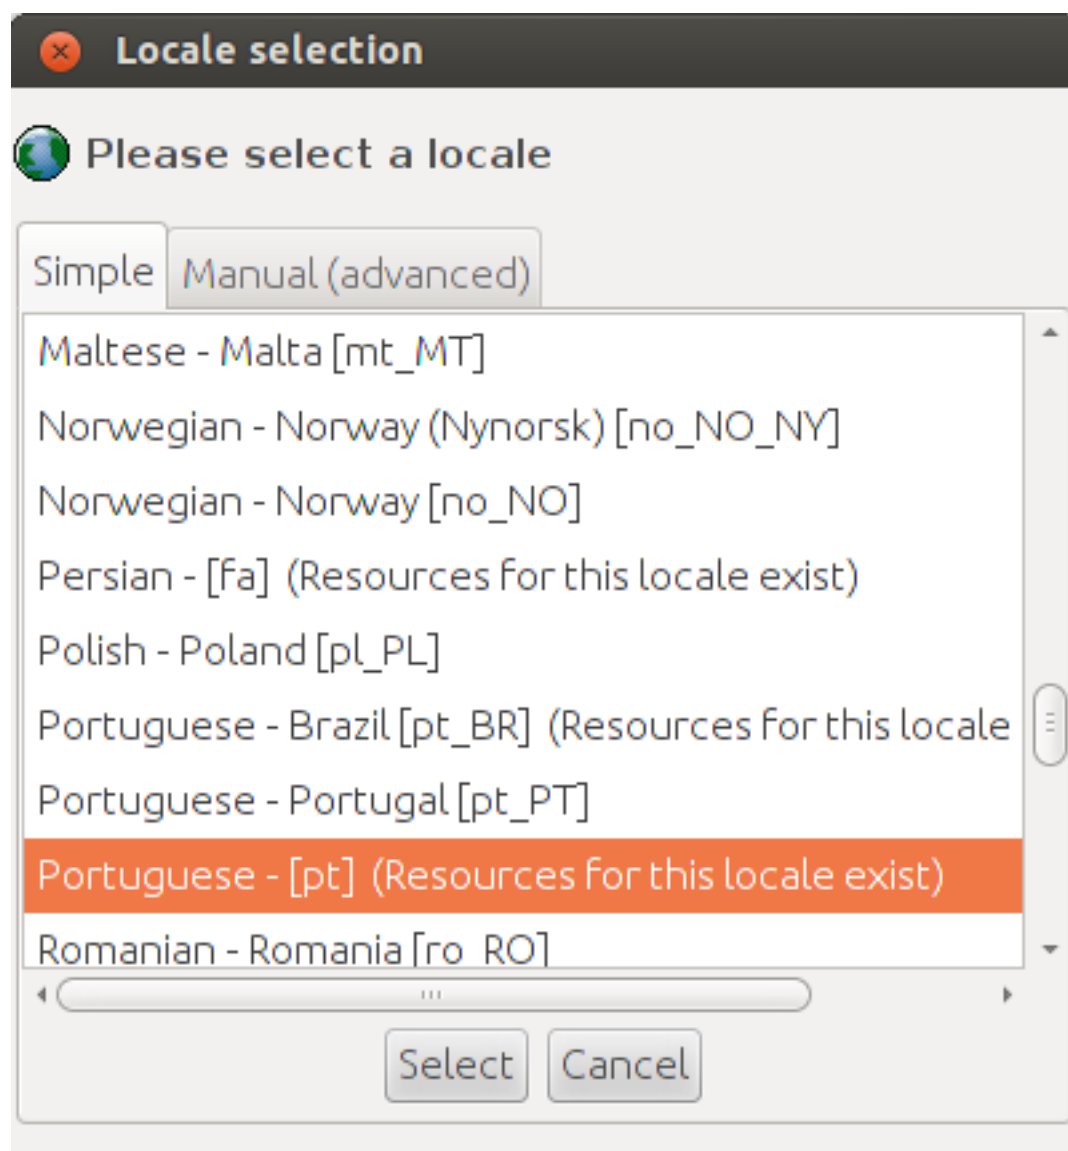 Locale selection
Please select a locale
Simple Manual (advanced)
Maltese - Malta [mt_MT]
Norwegian - Norway (Nynorsk) [no_NO_NY]
Norwegian - Norway [no_NO]
Persian - [fa] (Resources for this locale exist)
Polish - Poland [pl_PL]
Portuguese - Brazil [pt_BR] (Resources for this locale
Portuguese - Portugal [pt_PT]
Portuguese - [pt] (Resources for this locale exist)
Romanian - Romania [ro_RO]
Select Cancel